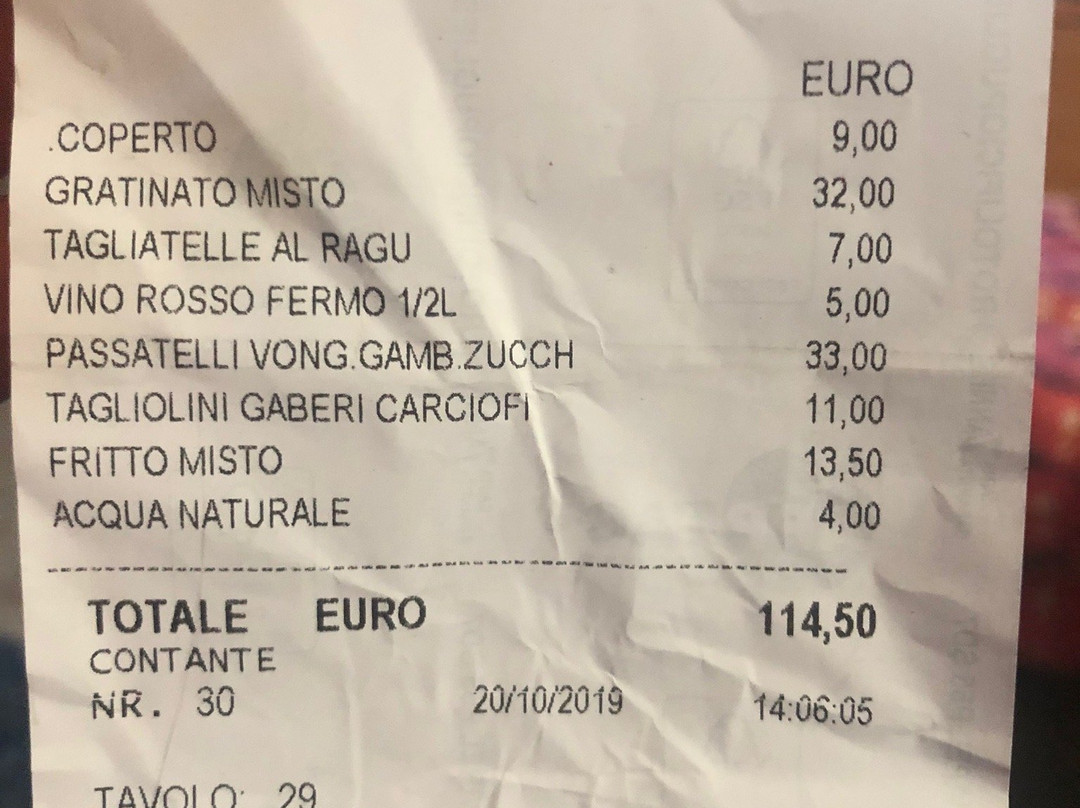 EURO
.COPERTO 9,00
GRATINATO MISTO 32,00
TAGLIATELLE AL RAGU 7,00
VINO ROSSO FERMO 1/2L 5,00
PASSATELLI VONG.GAMB.ZUCCH 33,00
TAGLIOLINI GABERI CARCIOFI 11,00
FRITTO MISTO 13,50
ACQUA NATURALE 4,00
TOTALE EURO 114,50
CONTANTE
NR. 30 20/10/2019 14:06:05
TAVOLO: 29